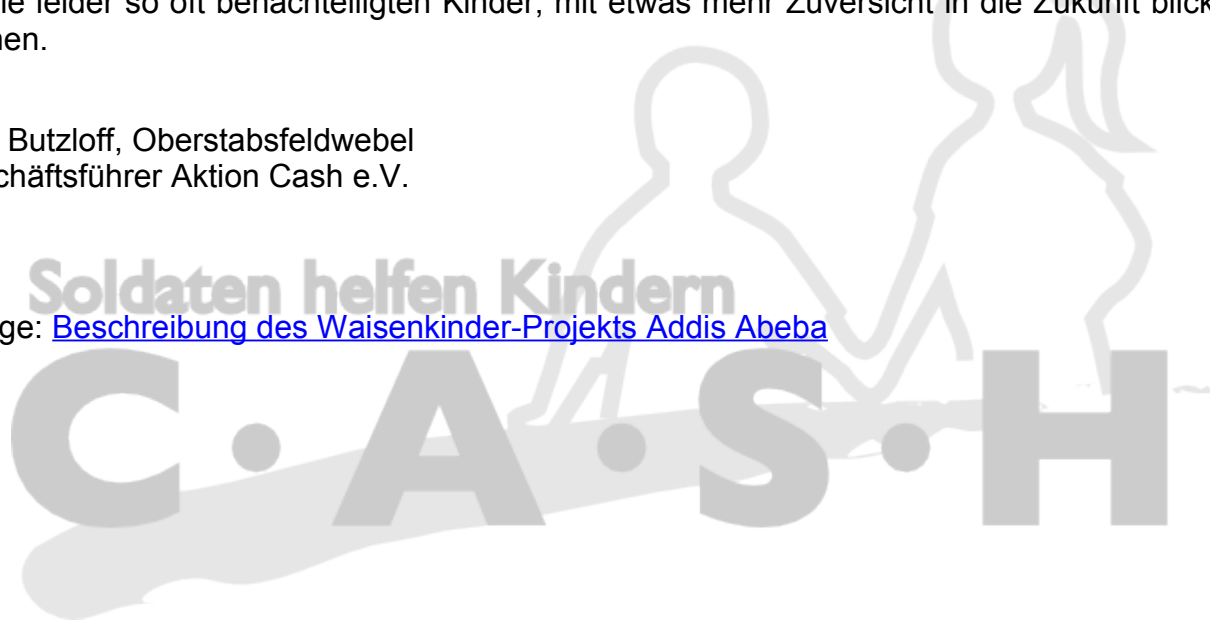 ie leider so oft benachteiligten Kinder, mit etwas mehr Zuversicht in die Zukunft blick
nen.
Butzloff, Oberstabsfeldwebel
chäftsführer Aktion Cash e.V.
Soldaten helfen Kindern
ge: Beschreibung des Waisenkinder-Projekts Addis Abeba
C·A·S·H